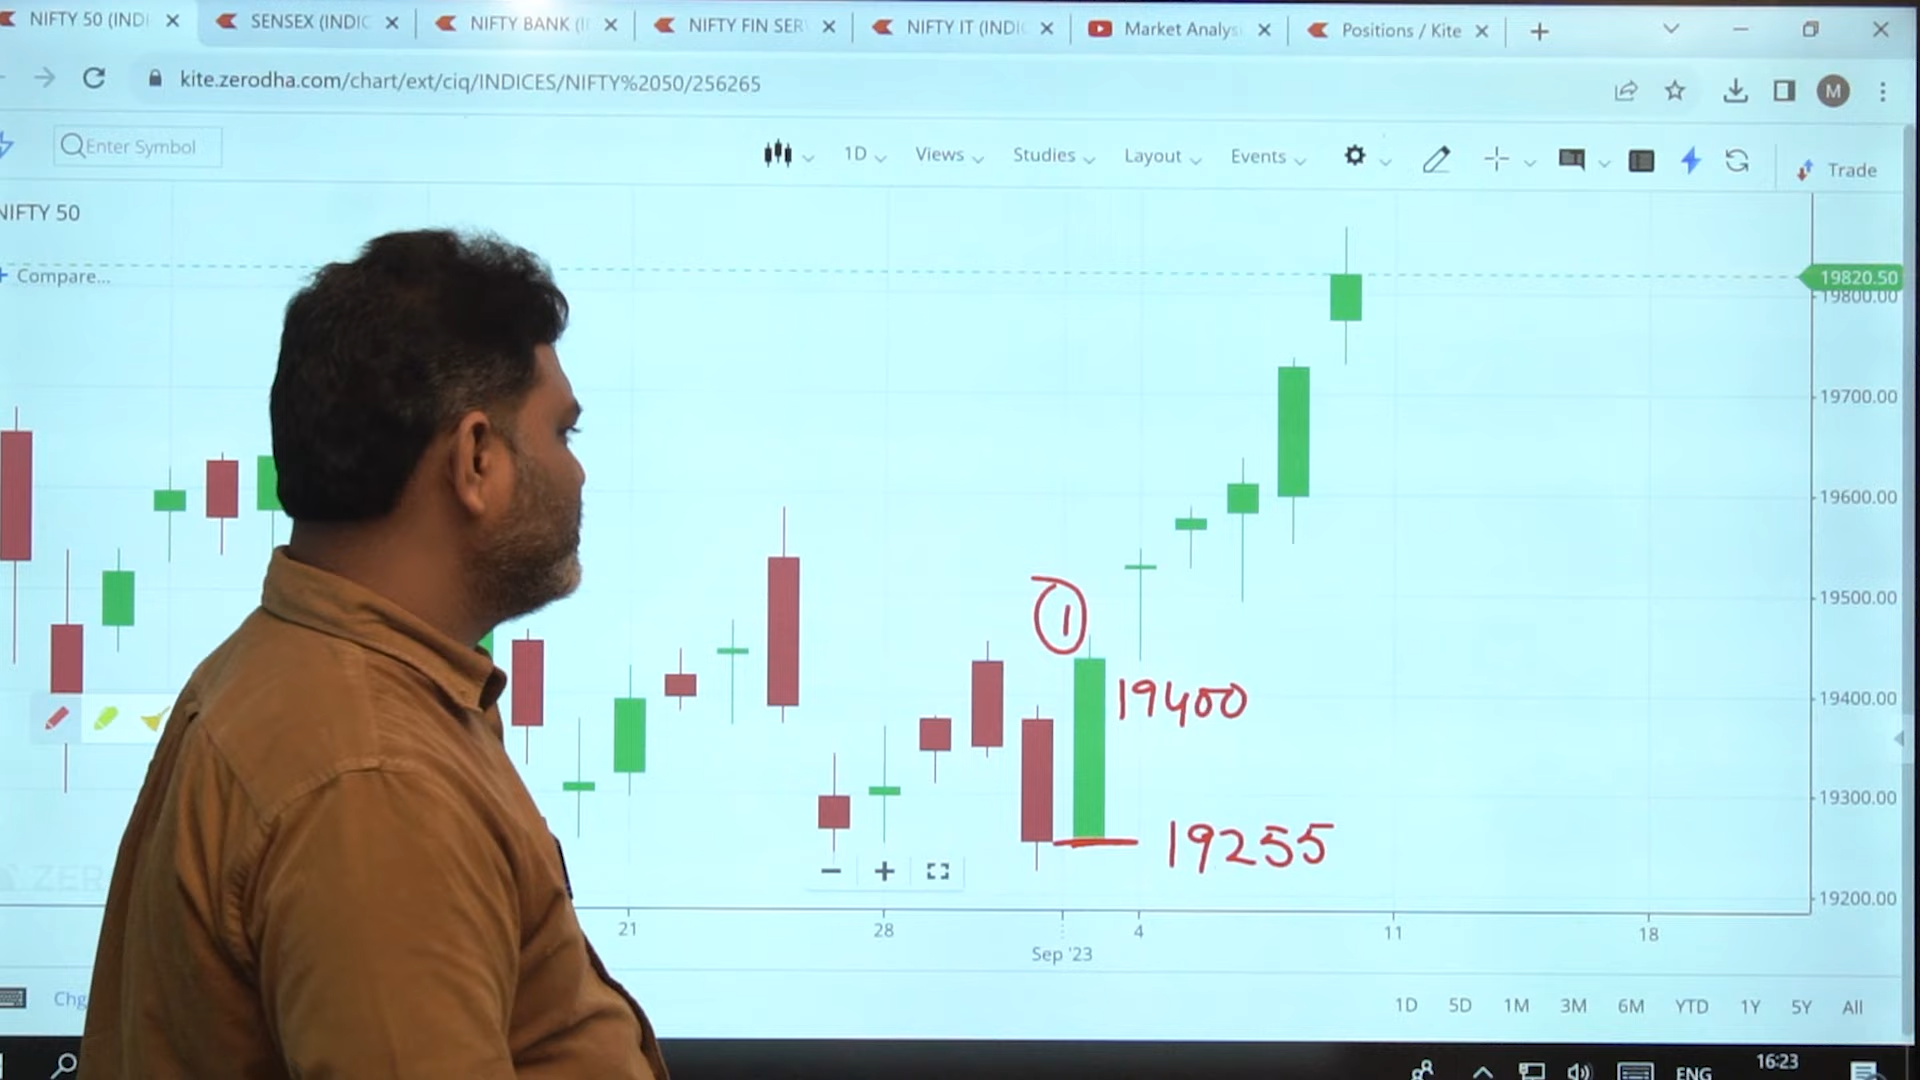 NIFTY 50 (INDI
SENSEX (INDIC
NIFTY BANK (I
NIFTY FIN SER
NIFTY IT (INDI
Market Analys
Positions / Kite
kite.zerodha.com/chart/ext/ciq/INDICES/NIFTY%2050/256265
M
Enter Symbol
1D
Views
Studies
Layout
Events
Trade
NIFTY 50
+ Compare...
19820.50
19800.00
19700.00
19600.00
19500.00
19400.00
19300.00
19200.00
1
19400
19255
ZER
21
28
4
11
18
Sep '23
Chg
1D 5D 1M 3M 6M YTD 1Y 5Y All
ENG
16:23